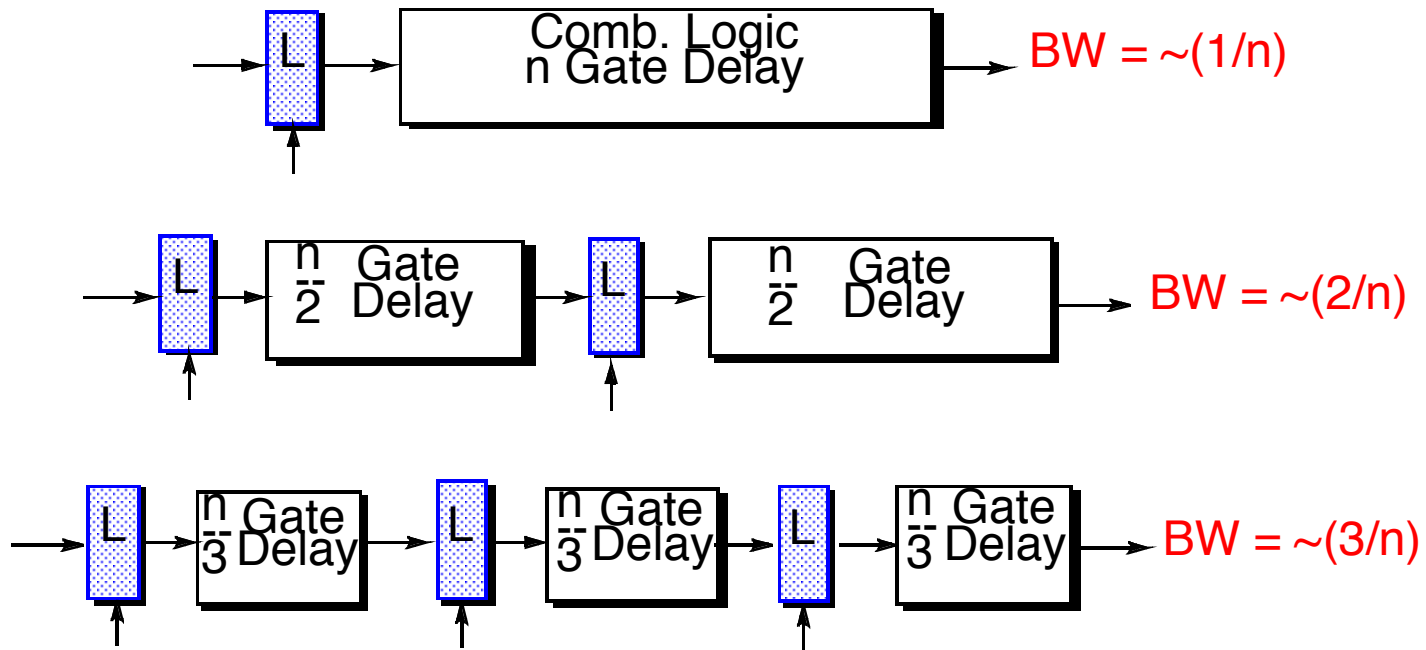 L
Comb. Logic
n Gate Delay
BW = ~(1/n)
L
n
--
2
Gate
Delay
L
n
--
2
Gate
Delay
BW = ~(2/n)
L
n
--
3
Gate
Delay
L
n
--
3
Gate
Delay
L
n
--
3
Gate
Delay
BW = ~(3/n)